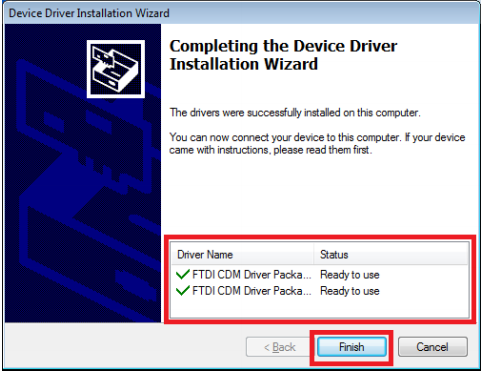 Device Driver Installation Wizard
Completing the Device Driver
Installation Wizard
The drivers were successfully installed on this computer.
You can now connect your device to this computer. If your device
came with instructions, please read them first.
Driver Name Status
FTDI CDM Driver Packa... Ready to use
FTDI CDM Driver Packa... Ready to use
< Back Finish Cancel